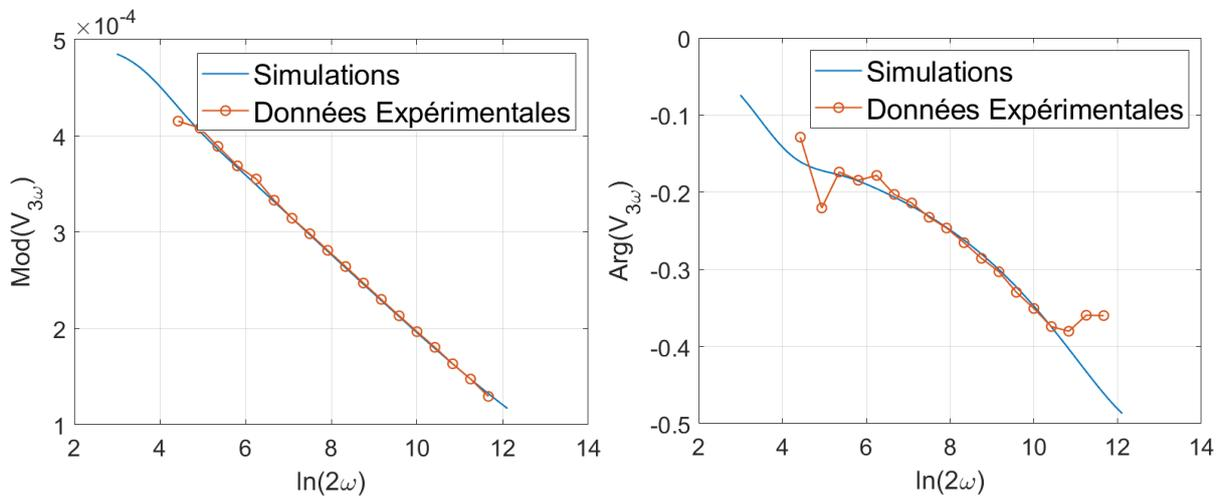 ×10⁻⁴
5
4
3
2
1
2 4 6 8 10 12 14
Mod(V₃ω)
ln(2ω)
Simulations
Données Expérimentales
0
-0.1
-0.2
-0.3
-0.4
-0.5
2 4 6 8 10 12 14
Arg(V₃ω)
ln(2ω)
Simulations
Données Expérimentales